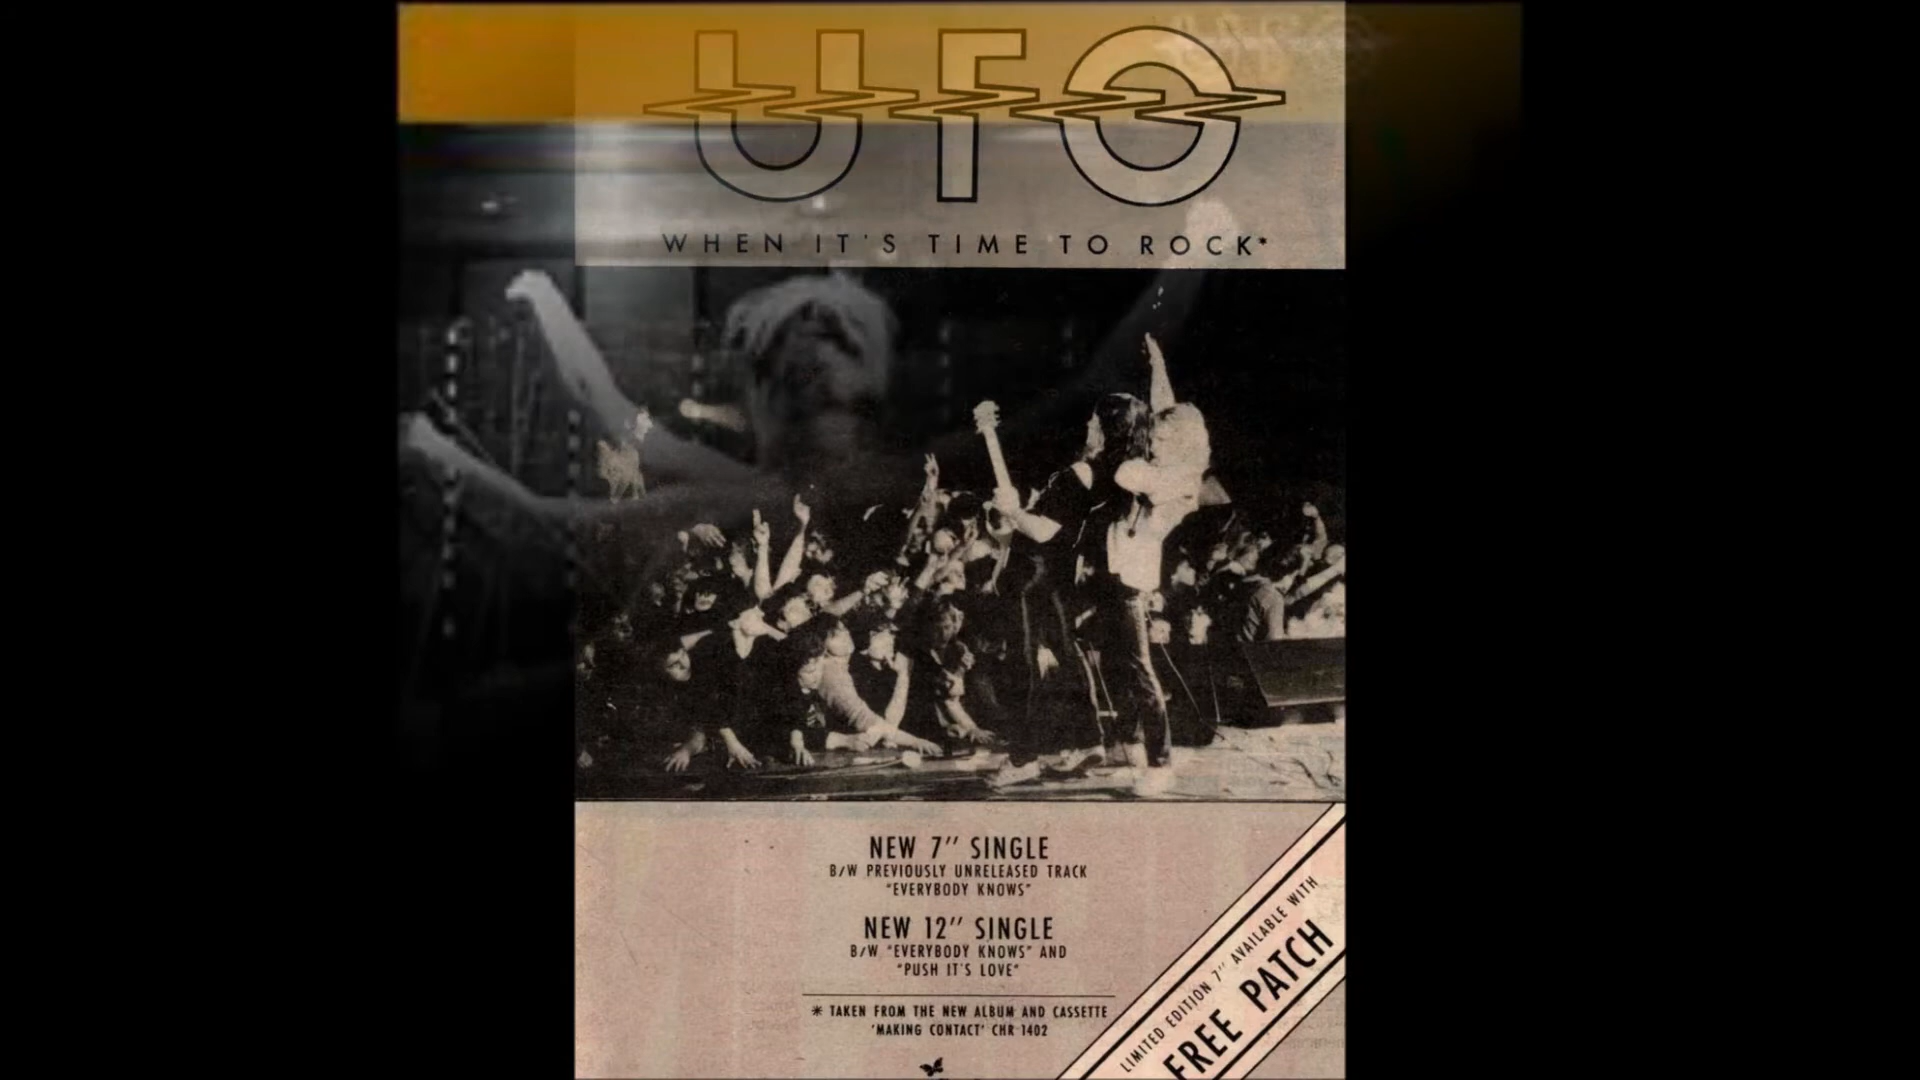 UFO
WHEN IT'S TIME TO ROCK*
NEW 7" SINGLE
B/W PREVIOUSLY UNRELEASED TRACK
"EVERYBODY KNOWS"
NEW 12" SINGLE
B/W "EVERYBODY KNOWS" AND
"PUSH IT'S LOVE"
* TAKEN FROM THE NEW ALBUM AND CASSETTE
'MAKING CONTACT' CHR 1402
LIMITED EDITION 7" AVAILABLE WITH
FREE PATCH